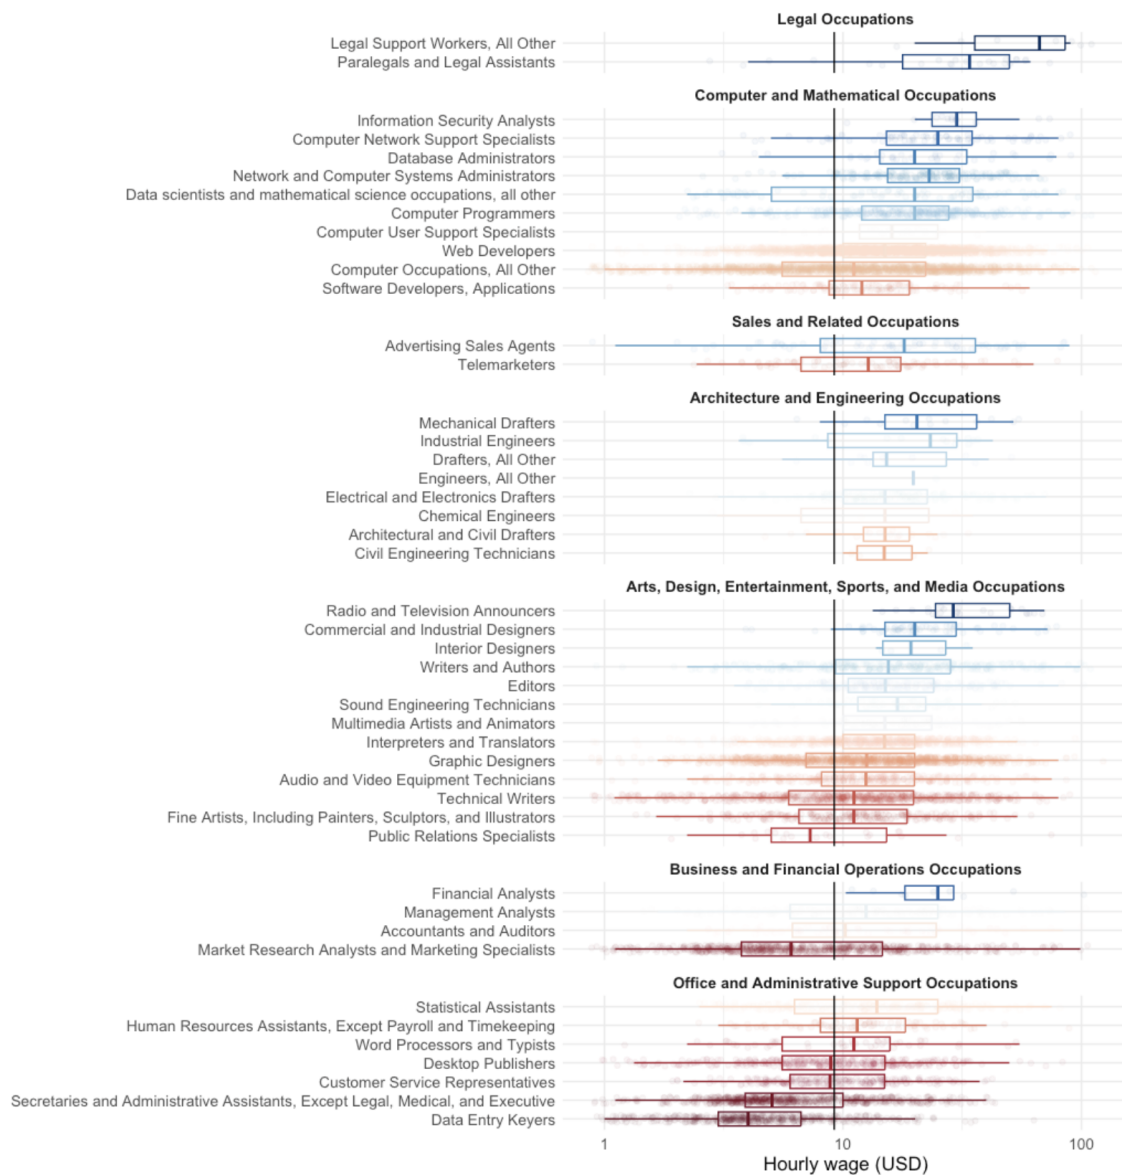 Legal Occupations
Legal Support Workers, All Other
Paralegals and Legal Assistants
Computer and Mathematical Occupations
Information Security Analysts
Computer Network Support Specialists
Database Administrators
Network and Computer Systems Administrators
Data scientists and mathematical science occupations, all other
Computer Programmers
Computer User Support Specialists
Web Developers
Computer Occupations, All Other
Software Developers, Applications
Sales and Related Occupations
Advertising Sales Agents
Telemarketers
Architecture and Engineering Occupations
Mechanical Drafters
Industrial Engineers
Drafters, All Other
Engineers, All Other
Electrical and Electronics Drafters
Chemical Engineers
Architectural and Civil Drafters
Civil Engineering Technicians
Arts, Design, Entertainment, Sports, and Media Occupations
Radio and Television Announcers
Commercial and Industrial Designers
Interior Designers
Writers and Authors
Editors
Sound Engineering Technicians
Multimedia Artists and Animators
Interpreters and Translators
Graphic Designers
Audio and Video Equipment Technicians
Technical Writers
Fine Artists, Including Painters, Sculptors, and Illustrators
Public Relations Specialists
Business and Financial Operations Occupations
Financial Analysts
Management Analysts
Accountants and Auditors
Market Research Analysts and Marketing Specialists
Office and Administrative Support Occupations
Statistical Assistants
Human Resources Assistants, Except Payroll and Timekeeping
Word Processors and Typists
Desktop Publishers
Customer Service Representatives
Secretaries and Administrative Assistants, Except Legal, Medical, and Executive
Data Entry Keyers
1 10 100
Hourly wage (USD)